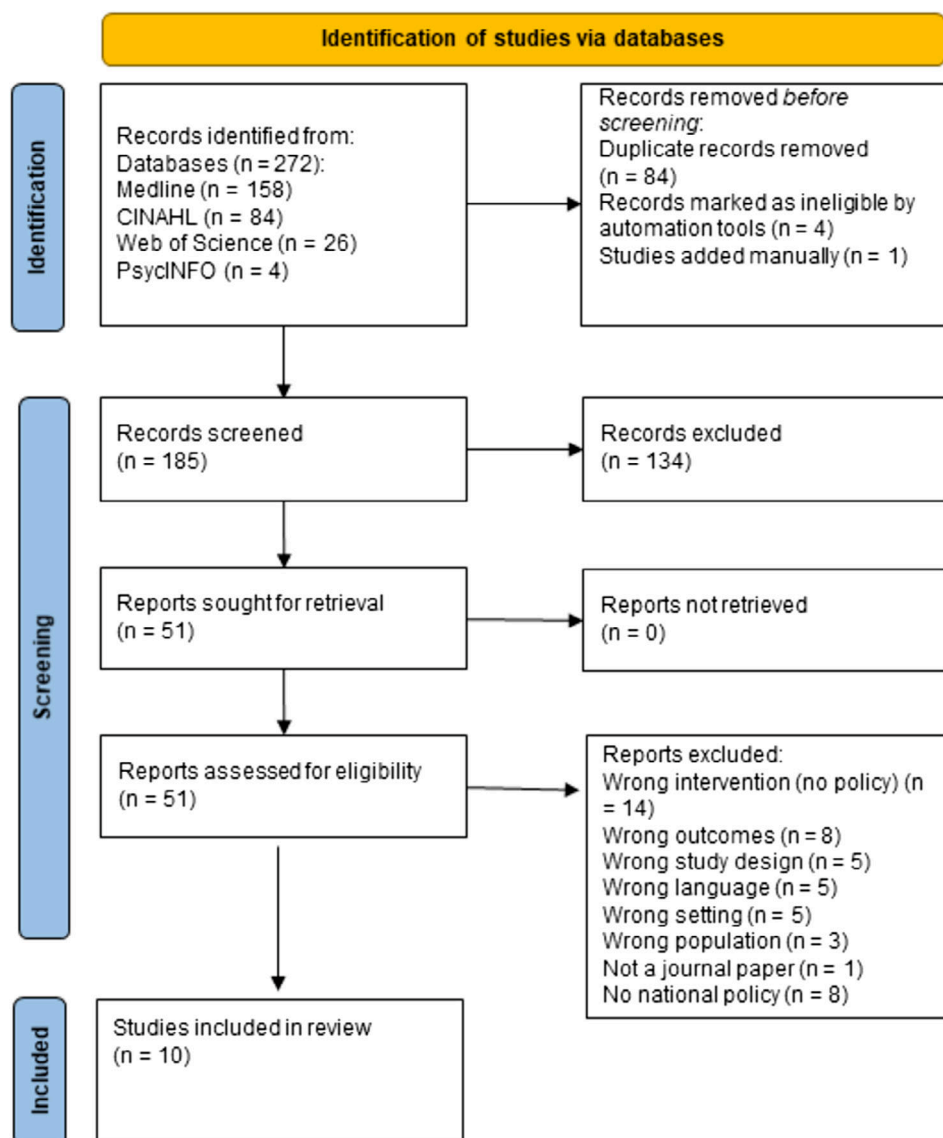 Identification of studies via databases
Identification
Records identified from:
Databases (n = 272):
Medline (n = 158)
CINAHL (n = 84)
Web of Science (n = 26)
PsycINFO (n = 4)
Records removed before
screening:
Duplicate records removed
(n = 84)
Records marked as ineligible by
automation tools (n = 4)
Studies added manually (n = 1)
Screening
Records screened
(n = 185)
Records excluded
(n = 134)
Reports sought for retrieval
(n = 51)
Reports not retrieved
(n = 0)
Reports assessed for eligibility
(n = 51)
Reports excluded:
Wrong intervention (no policy) (n
= 14)
Wrong outcomes (n = 8)
Wrong study design (n = 5)
Wrong language (n = 5)
Wrong setting (n = 5)
Wrong population (n = 3)
Not a journal paper (n = 1)
No national policy (n = 8)
Included
Studies included in review
(n = 10)